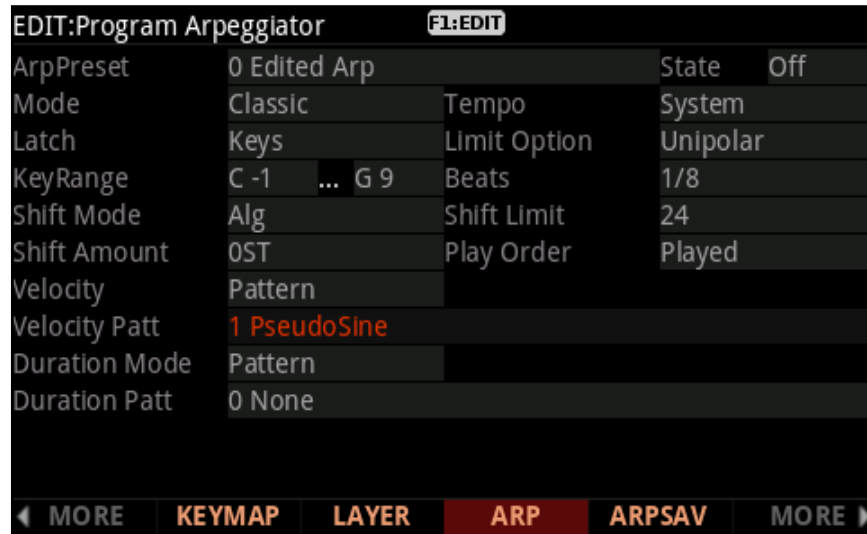 EDIT:Program Arpeggiator F1:EDIT
ArpPreset 0 Edited Arp State Off
Mode Classic Tempo System
Latch Keys Limit Option Unipolar
KeyRange C -1 ... G 9 Beats 1/8
Shift Mode Alg Shift Limit 24
Shift Amount 0ST Play Order Played
Velocity Pattern
Velocity Patt 1 PseudoSine
Duration Mode Pattern
Duration Patt 0 None
MORE KEYMAP LAYER ARP ARPSAV MORE